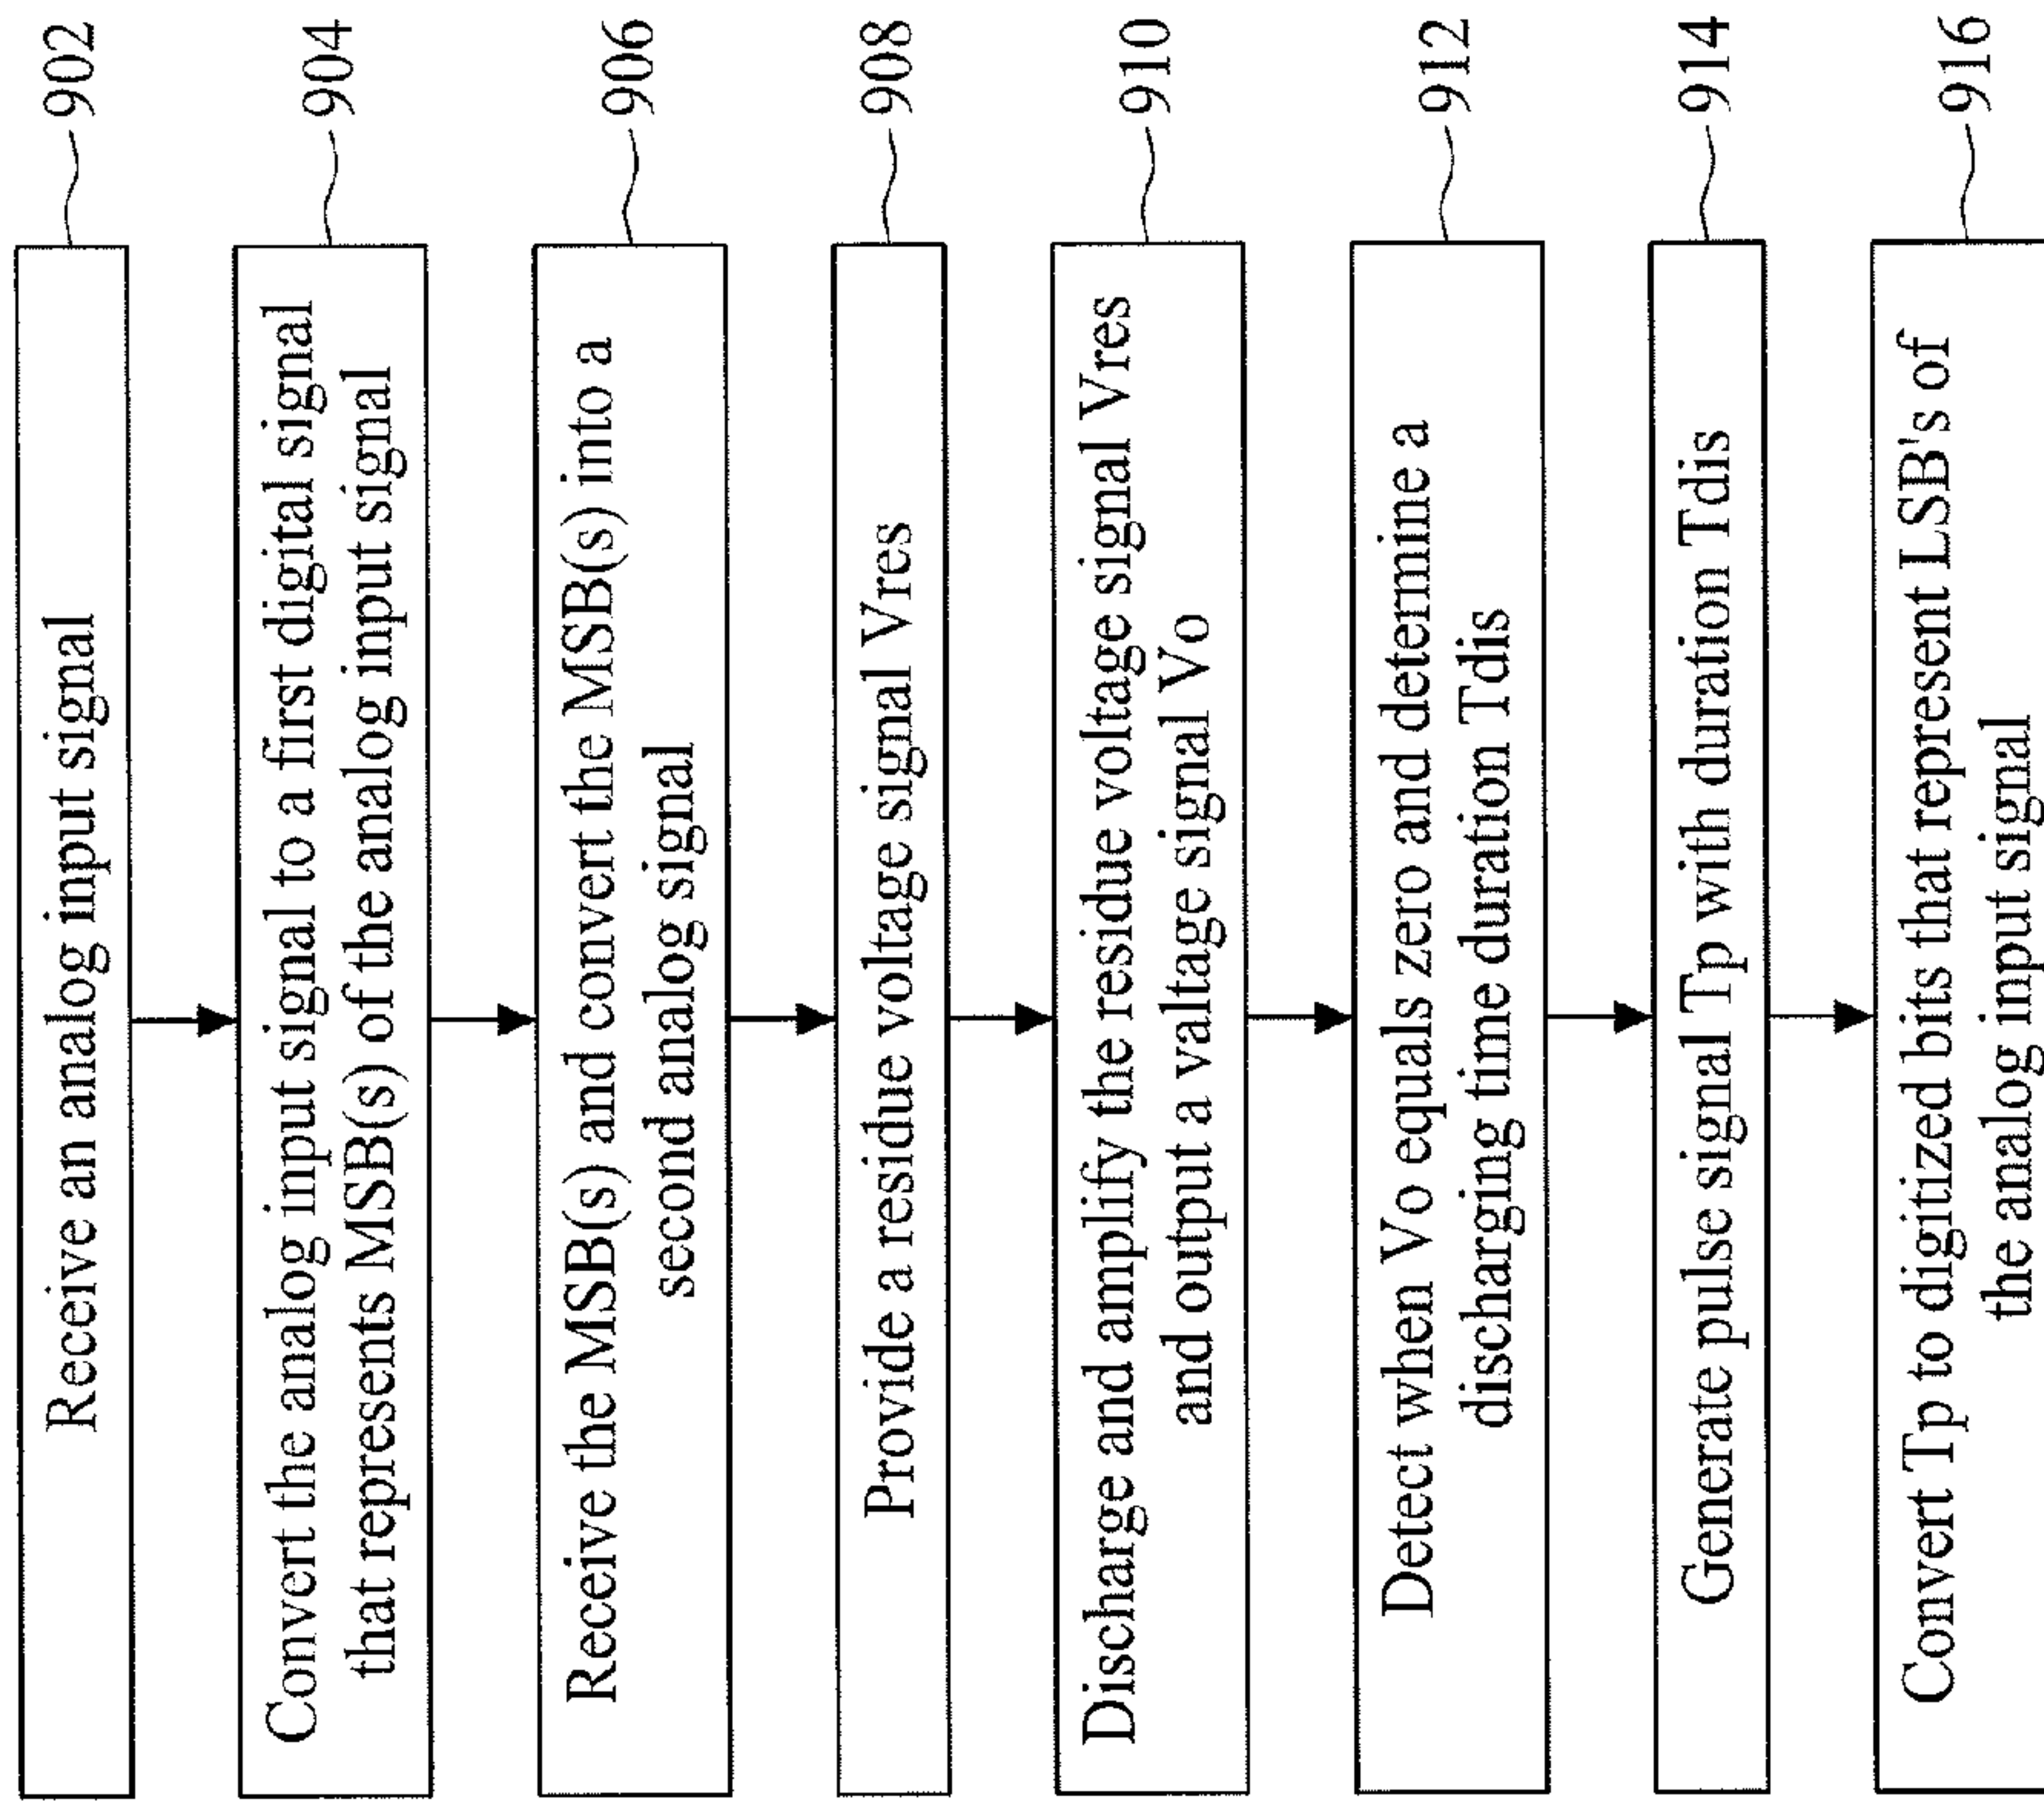 Receive an analog input signal
902
Convert the analog input signal to a first digital signal
that represents MSB(s) of the analog input signal
904
Receive the MSB(s) and convert the MSB(s) into a
second analog signal
906
Provide a residue voltage signal Vres
908
Discharge and amplify the residue voltage signal Vres
and output a valtage signal Vo
910
Detect when Vo equals zero and determine a
discharging time duration Tdis
912
Generate pulse signal Tp with duration Tdis
914
Convert Tp to digitized bits that represent LSB's of
the analog input signal
916